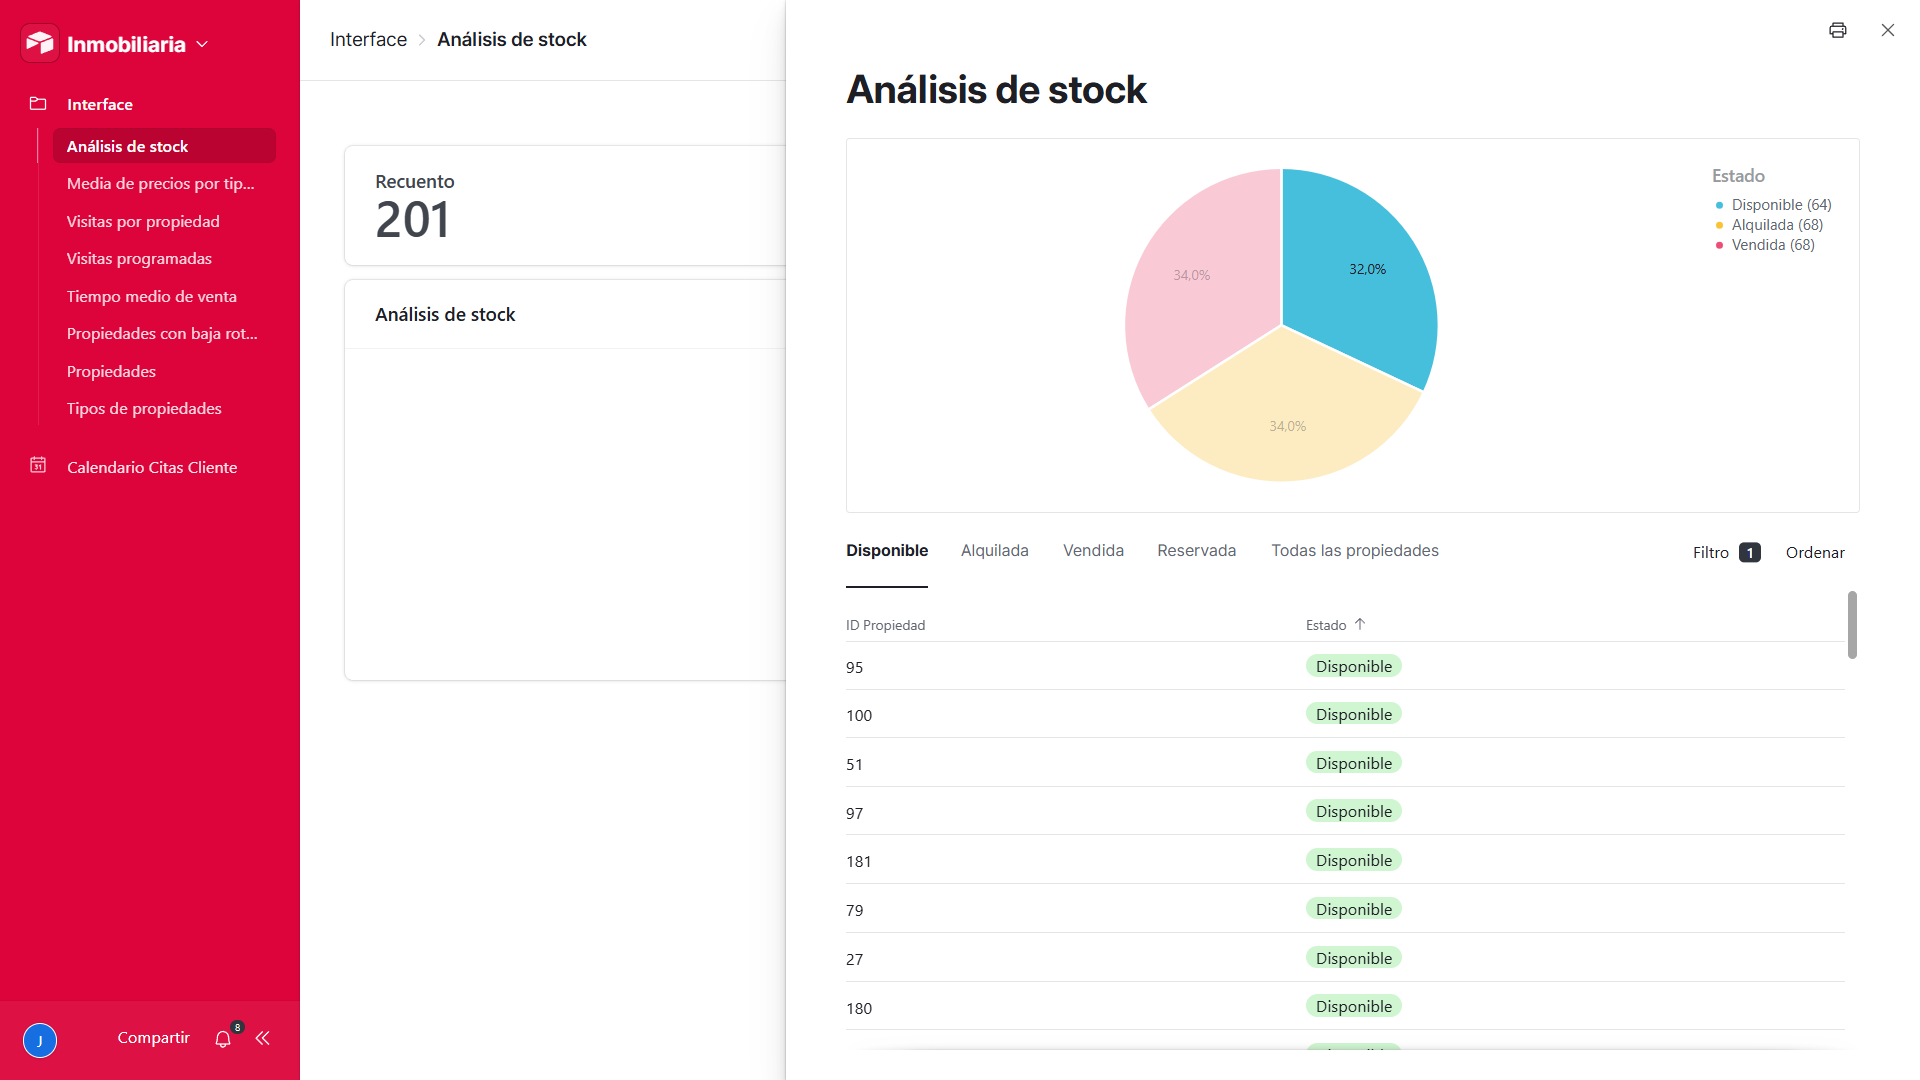 Inmobiliaria
Interface
Análisis de stock
Media de precios por tip...
Visitas por propiedad
Visitas programadas
Tiempo medio de venta
Propiedades con baja rot...
Propiedades
Tipos de propiedades
31
Calendario Citas Cliente
J
Compartir
8
Interface
Análisis de stock
Recuento
201
Análisis de stock
Análisis de stock
34,0%
32,0%
34,0%
Estado
Disponible (64)
Alquilada (68)
Vendida (68)
Disponible Alquilada Vendida Reservada Todas las propiedades Filtro 1 Ordenar
ID Propiedad Estado
95 Disponible
100 Disponible
51 Disponible
97 Disponible
181 Disponible
79 Disponible
27 Disponible
180 Disponible